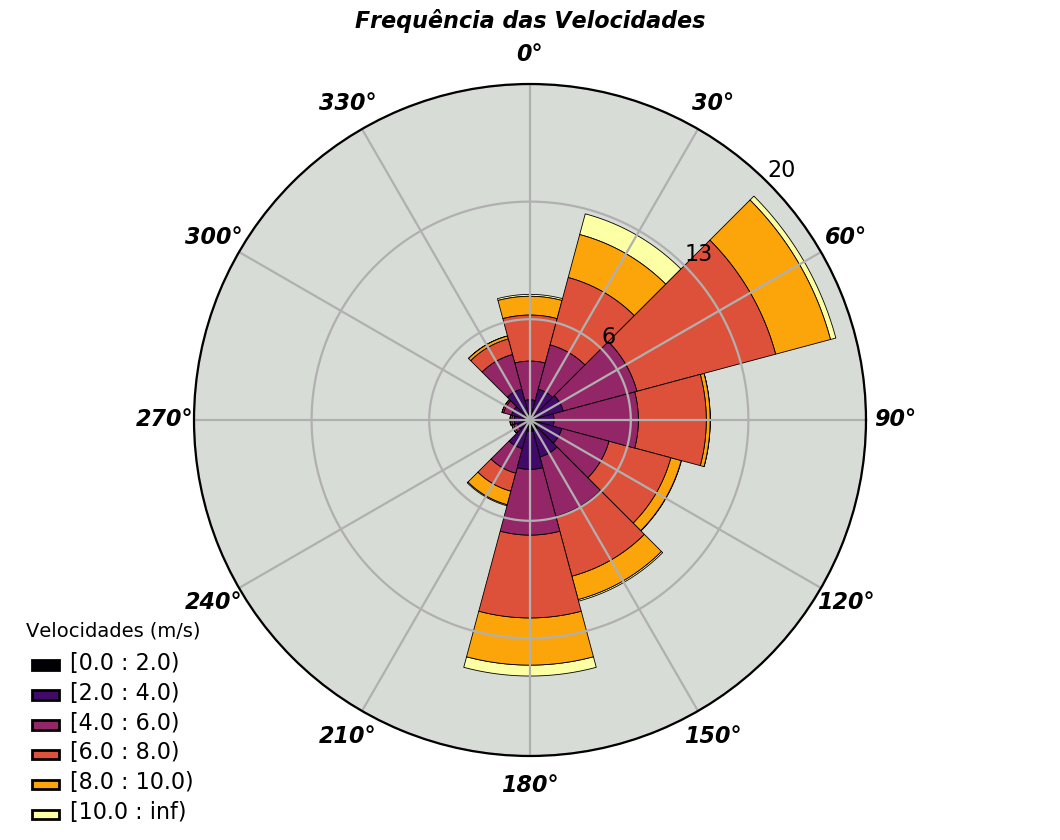 Frequência das Velocidades
0°
330°
30°
20
300°
60°
13
6
270°
90°
240°
120°
210°
150°
180°
Velocidades (m/s)
[0.0 : 2.0)
[2.0 : 4.0)
[4.0 : 6.0)
[6.0 : 8.0)
[8.0 : 10.0)
[10.0 : inf)